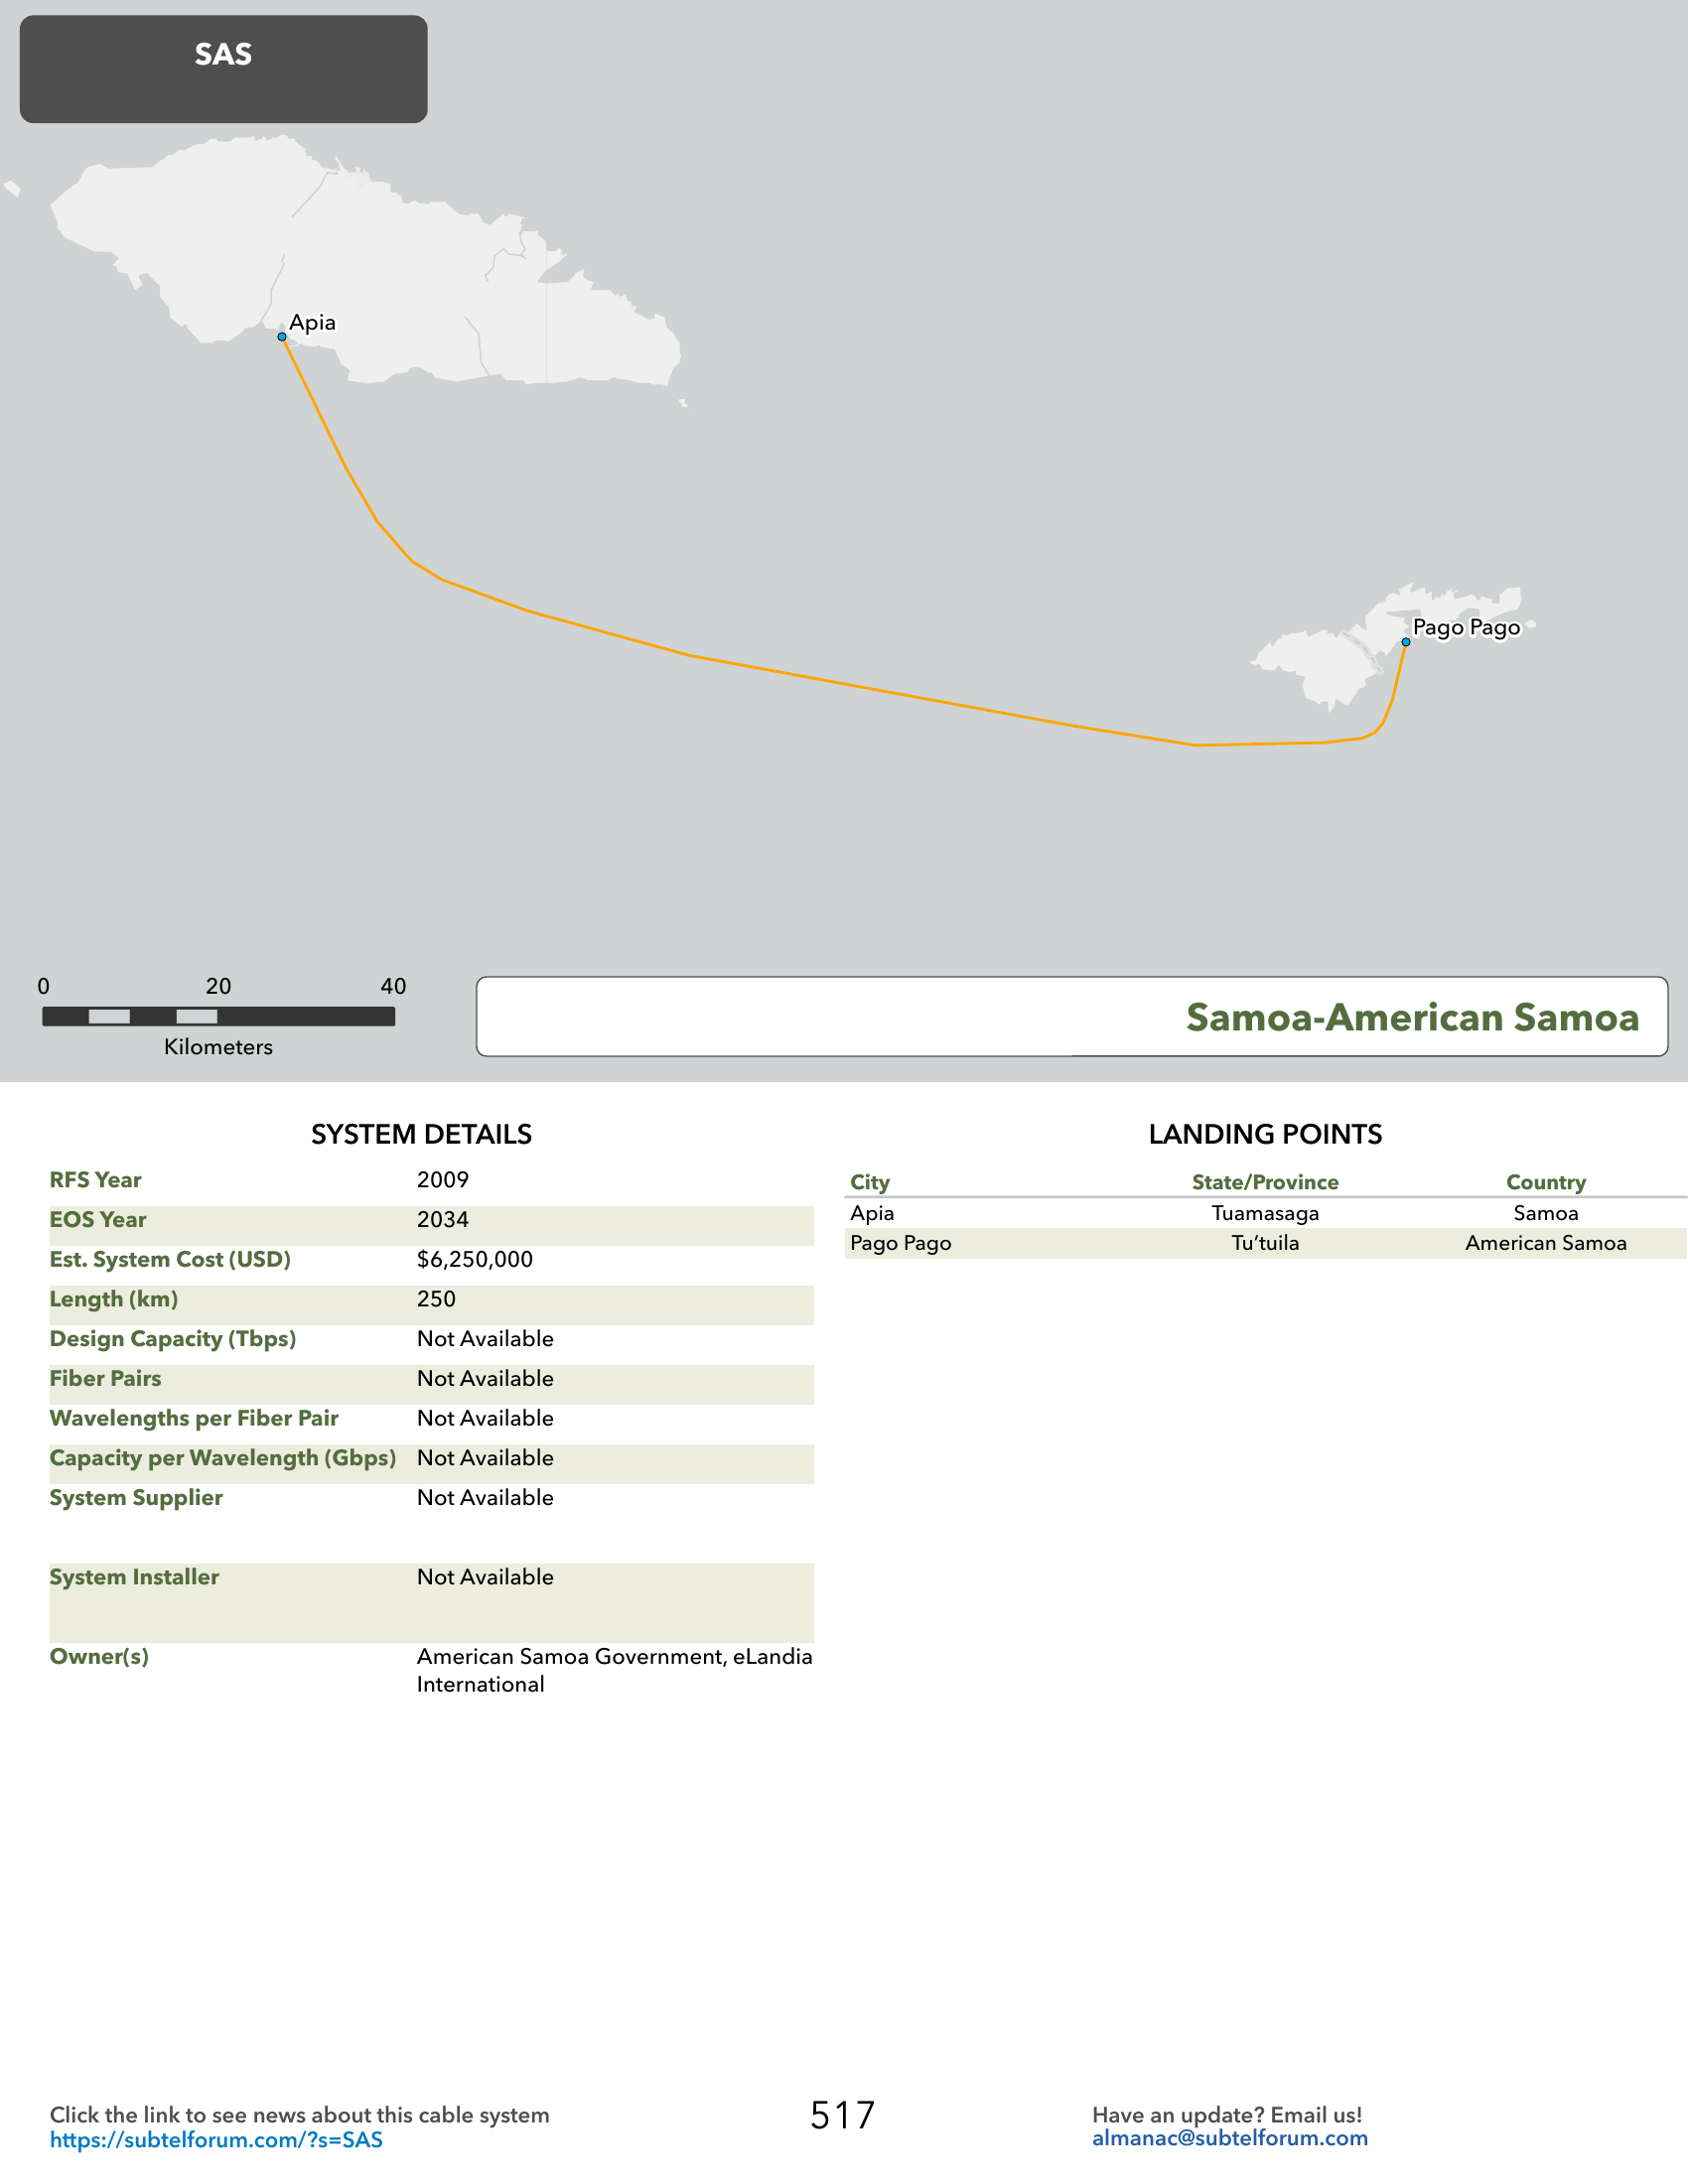 SAS
Apia
Pago Pago
0 20 40
Kilometers
Samoa-American Samoa
SYSTEM DETAILS
RFS Year 2009
EOS Year 2034
Est. System Cost (USD) $6,250,000
Length (km) 250
Design Capacity (Tbps) Not Available
Fiber Pairs Not Available
Wavelengths per Fiber Pair Not Available
Capacity per Wavelength (Gbps) Not Available
System Supplier Not Available
System Installer Not Available
Owner(s) American Samoa Government, eLandia
International
LANDING POINTS
City State/Province Country
Apia Tuamasaga Samoa
Pago Pago Tu’tuila American Samoa
Click the link to see news about this cable system
https://subtelforum.com/?s=SAS
517
Have an update? Email us!
almanac@subtelforum.com